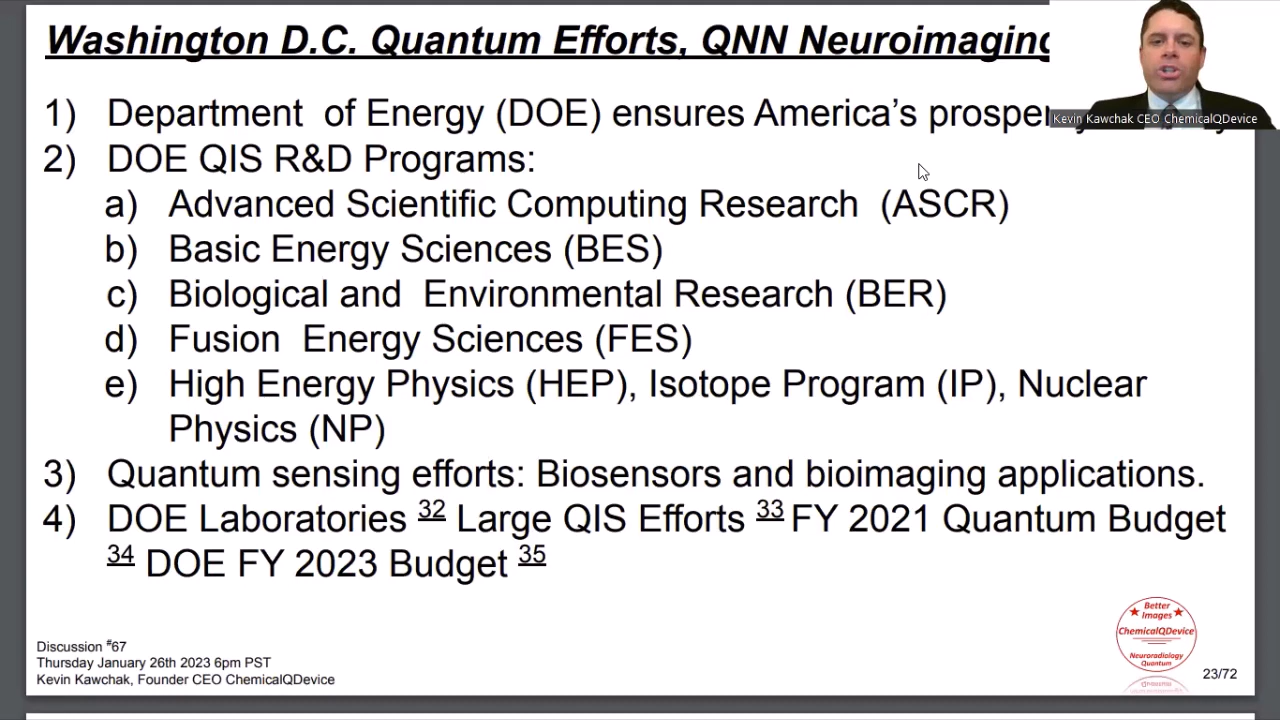 Washington D.C. Quantum Efforts, QNN Neuroimaging
1) Department of Energy (DOE) ensures America's
2) DOE QIS R&D Programs:
a) Advanced Scientific Computing Research (ASCR)
b) Basic Energy Sciences (BES)
c) Biological and Environmental Research (BER)
d) Fusion Energy Sciences (FES)
e) High Energy Physics (HEP), Isotope Program (IP), Nuclear
Physics (NP)
3) Quantum sensing efforts: Biosensors and bioimaging applications.
4) DOE Laboratories 32 Large QIS Efforts 33 FY 2021 Quantum Budget
34 DOE FY 2023 Budget 35
Kevin Kawchak CEO ChemicalQDevice
Discussion #67
Thursday January 26th 2023 6pm PST
Kevin Kawchak, Founder CEO ChemicalQDevice
Better
Images
ChemicalQDevice
Neuroradiology
Quantum
23/72